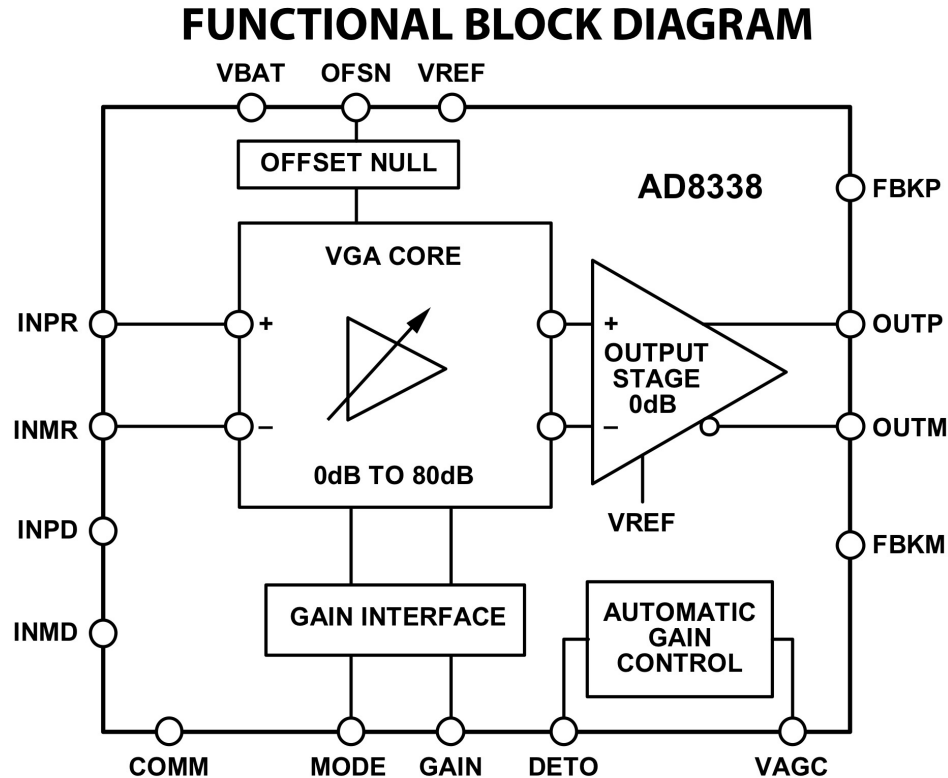 FUNCTIONAL BLOCK DIAGRAM
VBAT OFSN VREF
OFFSET NULL
AD8338
FBKP
VGA CORE
INPR
+
+
OUTP
OUTPUT
STAGE
0dB
INMR
–
–
OUTM
0dB TO 80dB
VREF
INPD
FBKM
GAIN INTERFACE
AUTOMATIC
GAIN
CONTROL
INMD
COMM MODE GAIN DETO VAGC